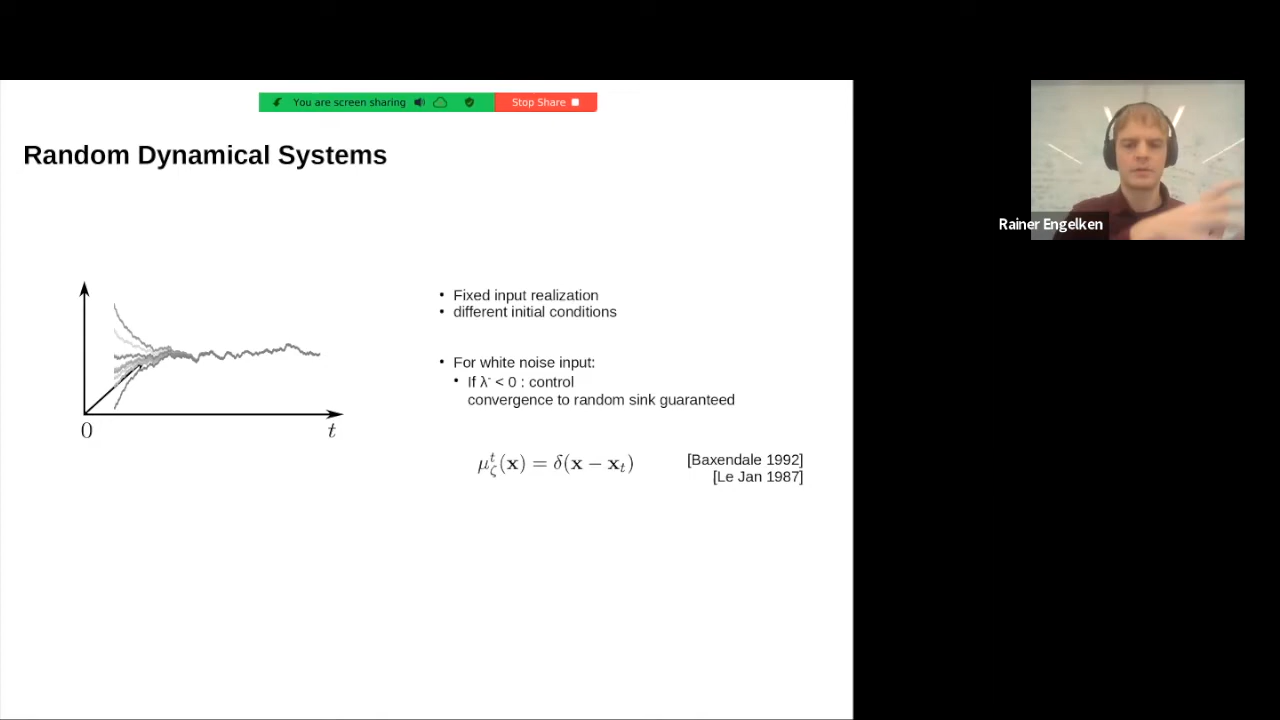 You are screen sharing
Stop Share
Random Dynamical Systems
Rainer Engelken
• Fixed input realization
• different initial conditions
• For white noise input:
• If λ- < 0 : control
convergence to random sink guaranteed
0
t
μ^t_ζ(x) = δ(x − x_t)
[Baxendale 1992]
[Le Jan 1987]